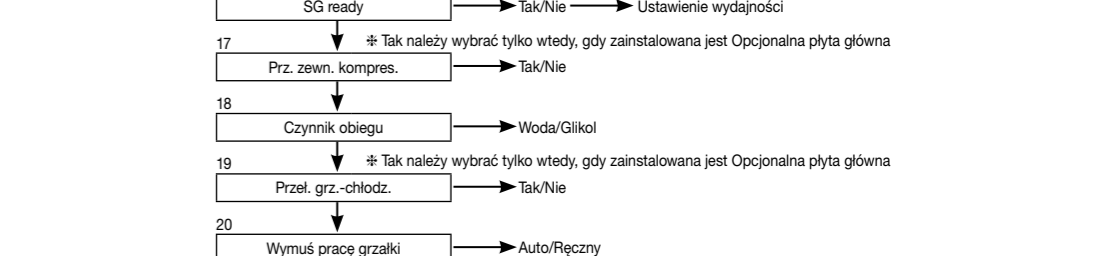 SG ready Tak/Nie Ustawienie wydajności
17 ❈ Tak należy wybrać tylko wtedy, gdy zainstalowana jest Opcjonalna płyta główna
Prz. zewn. kompres. Tak/Nie
18
Czynnik obiegu Woda/Glikol
19 ❈ Tak należy wybrać tylko wtedy, gdy zainstalowana jest Opcjonalna płyta główna
Przeł. grz.-chłodz. Tak/Nie
20
Wymuś pracę grzałki Auto/Ręczny